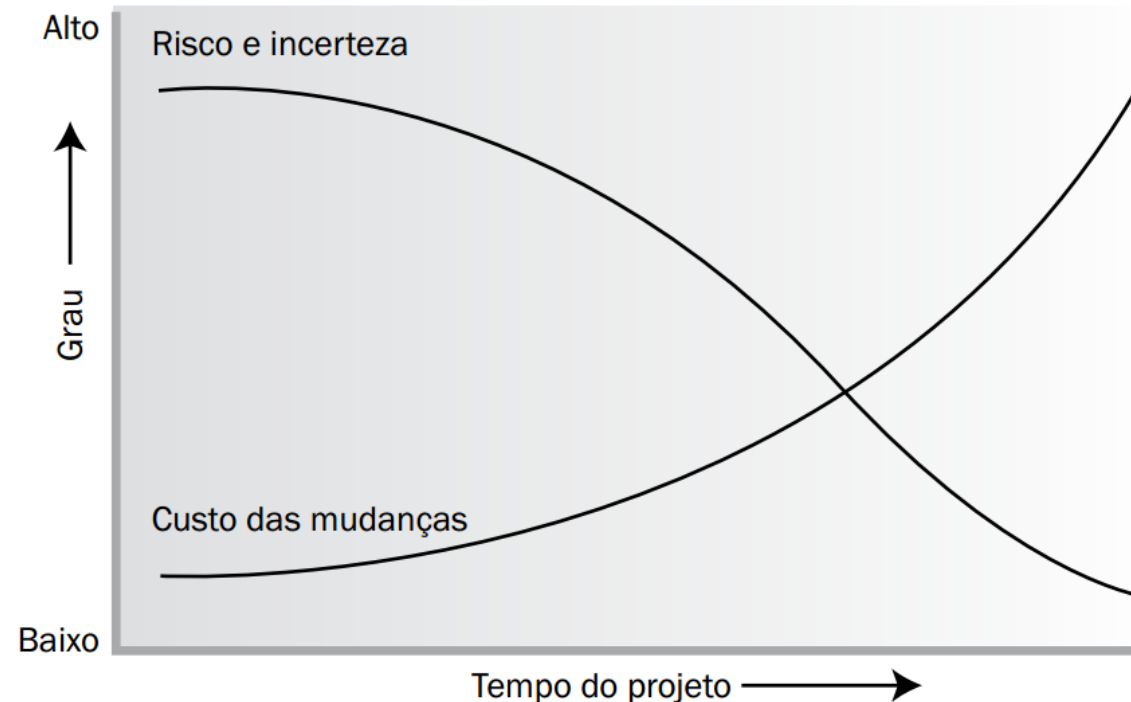 Alto
Risco e incerteza
Grau
Custo das mudanças
Baixo
Tempo do projeto